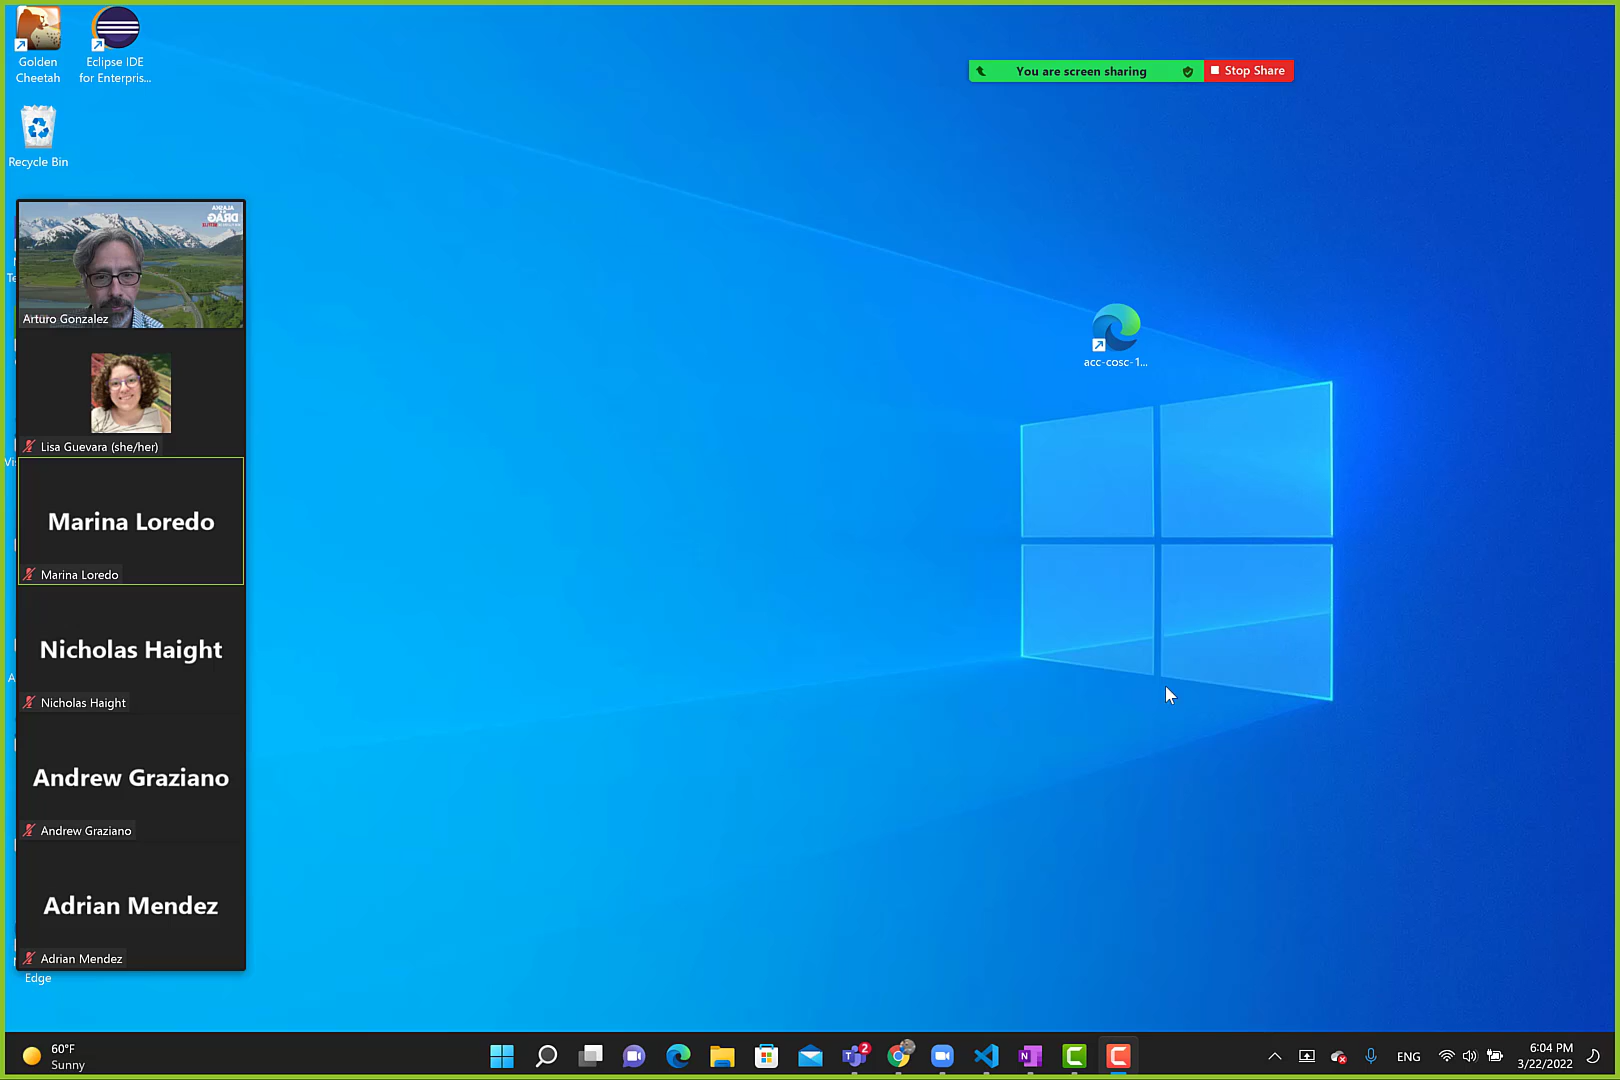 Golden
Cheetah
Eclipse IDE
for Enterpris...
Recycle Bin
You are screen sharing
Stop Share
Arturo Gonzalez
Lisa Guevara (she/her)
Marina Loredo
Marina Loredo
Nicholas Haight
Nicholas Haight
Andrew Graziano
Andrew Graziano
Adrian Mendez
Adrian Mendez
Edge
acc-cosc-1...
60°F
Sunny
2
ENG
6:04 PM
3/22/2022